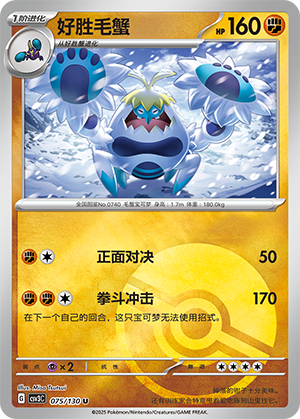 1阶进化
好胜毛蟹
HP 160
从好胜蟹进化
全国图鉴No.0740 毛蟹宝可梦 身高：1.7m 体重：180.0kg
正面对决 50
拳斗冲击 170
在下一个自己的回合，这只宝可梦无法使用招式。
弱点 ×2 抗性
Illus. Misa Tsutsui
G CSV3C 075/130 U
©2025 Pokémon/Nintendo/Creatures/GAME FREAK.